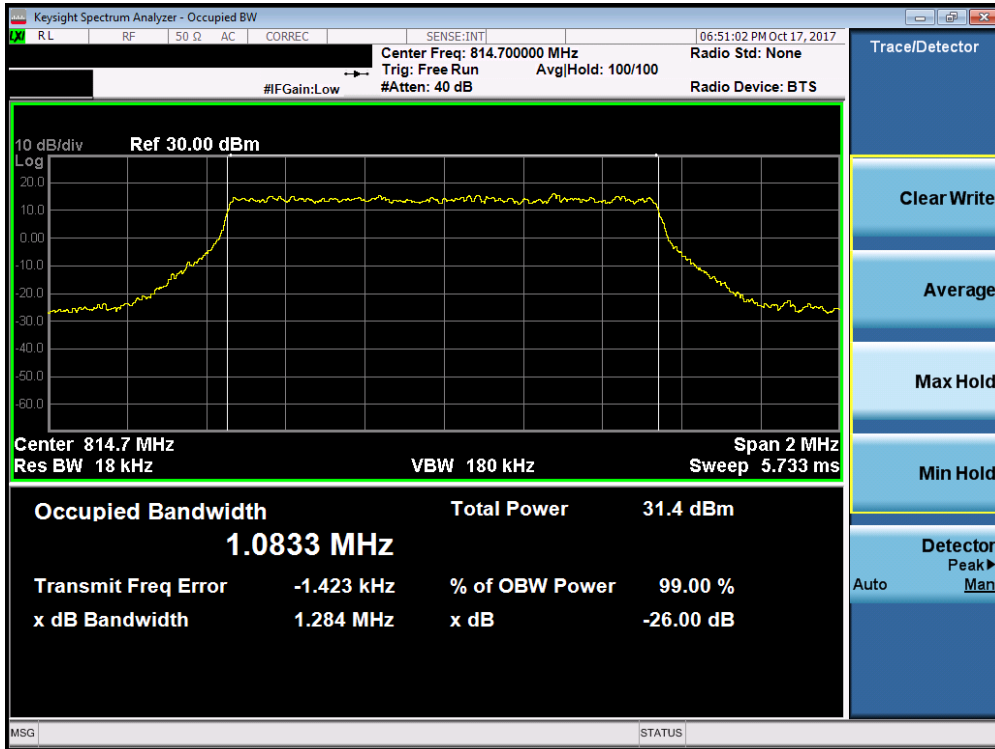 Keysight Spectrum Analyzer - Occupied BW
LXI RL RF 50 Ω AC CORREC SENSE:INT 06:51:02 PM Oct 17, 2017
Center Freq: 814.700000 MHz Radio Std: None
Trig: Free Run Avg|Hold: 100/100
#IFGain:Low #Atten: 40 dB Radio Device: BTS
10 dB/div Ref 30.00 dBm
Log
20.0
10.0
0.00
-10.0
-20.0
-30.0
-40.0
-50.0
-60.0
Center 814.7 MHz Span 2 MHz
Res BW 18 kHz VBW 180 kHz Sweep 5.733 ms
Occupied Bandwidth Total Power 31.4 dBm
1.0833 MHz
Transmit Freq Error -1.423 kHz % of OBW Power 99.00 %
x dB Bandwidth 1.284 MHz x dB -26.00 dB
MSG STATUS
Trace/Detector
Clear Write
Average
Max Hold
Min Hold
Detector
Peak▶
Auto Man